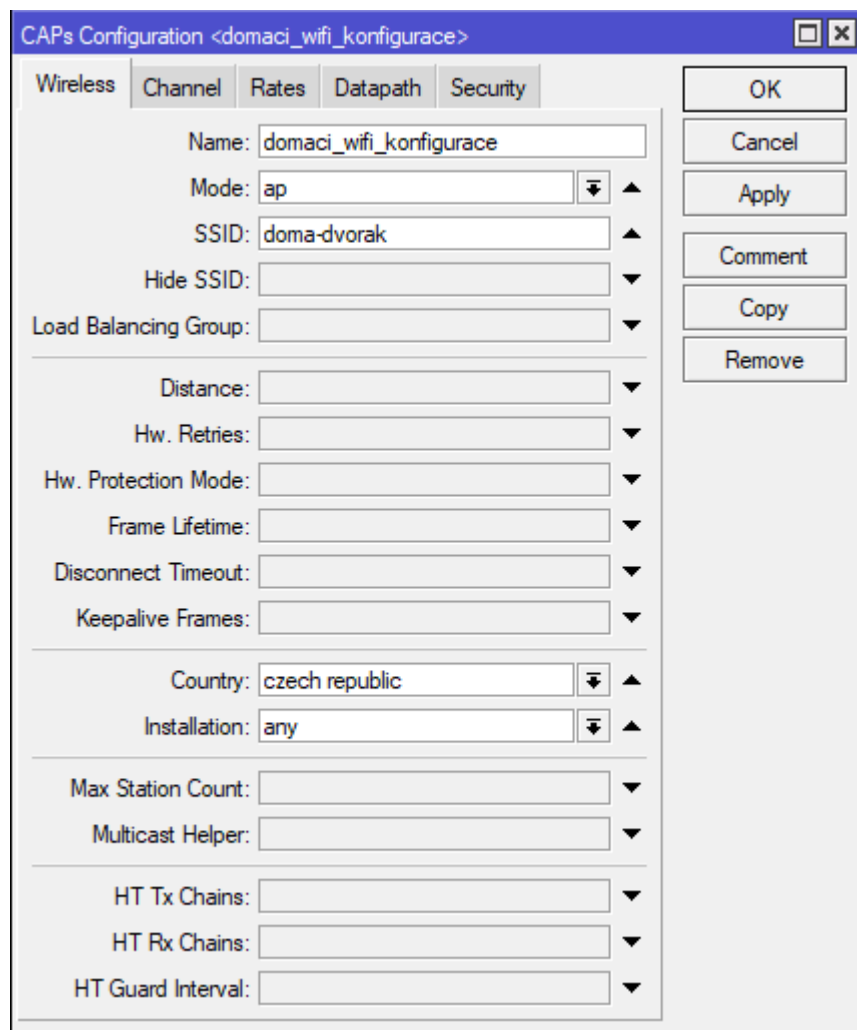 CAPs Configuration <domaci_wifi_konfigurace>
Wireless Channel Rates Datapath Security
Name: domaci_wifi_konfigurace
Mode: ap
SSID: doma-dvorak
Hide SSID:
Load Balancing Group:
Distance:
Hw. Retries:
Hw. Protection Mode:
Frame Lifetime:
Disconnect Timeout:
Keepalive Frames:
Country: czech republic
Installation: any
Max Station Count:
Multicast Helper:
HT Tx Chains:
HT Rx Chains:
HT Guard Interval:
OK
Cancel
Apply
Comment
Copy
Remove